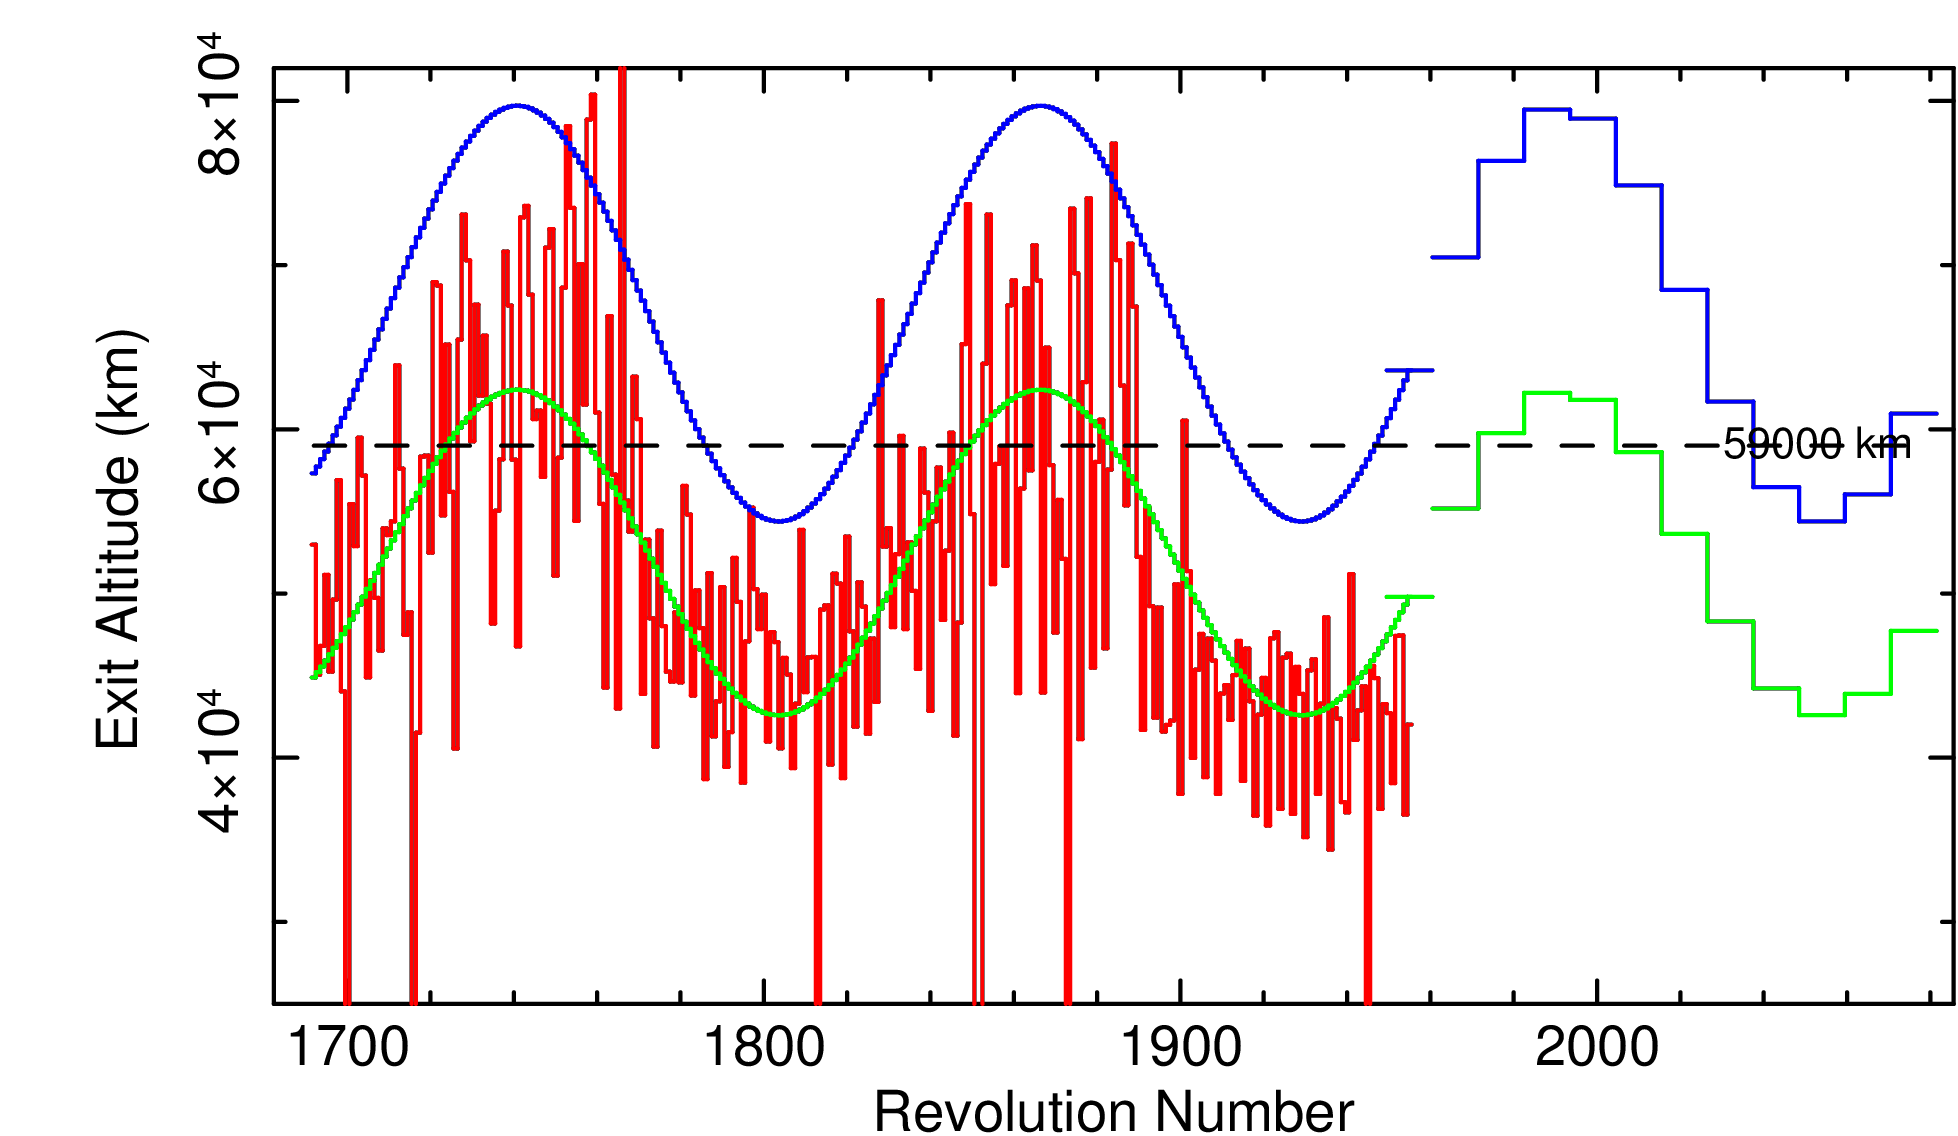 8×10⁴
6×10⁴
4×10⁴
Exit Altitude (km)
59000 km
1700 1800 1900 2000
Revolution Number